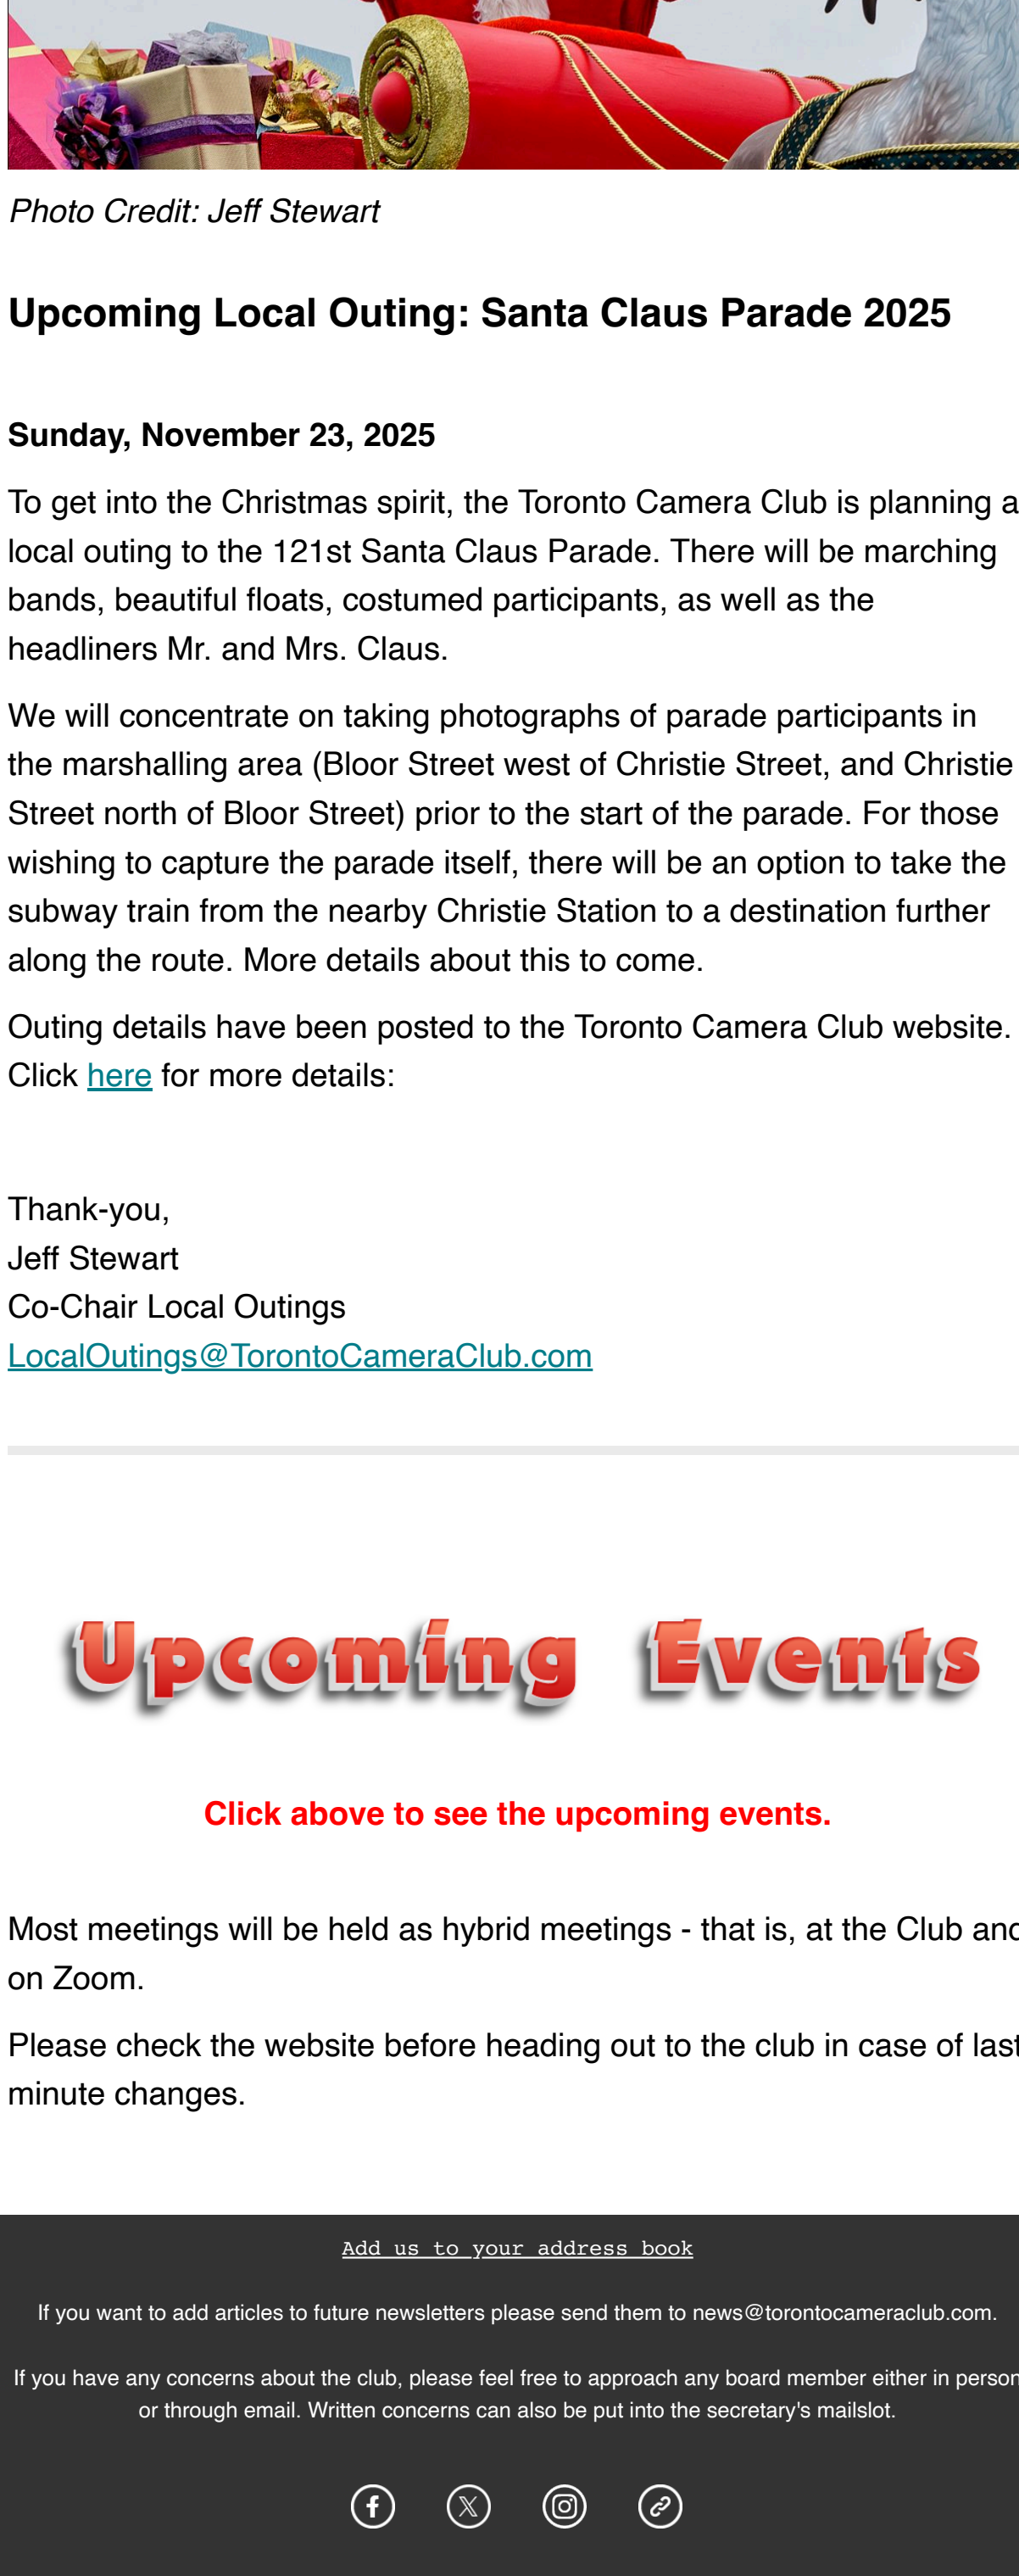 Photo Credit: Jeff Stewart
Upcoming Local Outing: Santa Claus Parade 2025
Sunday, November 23, 2025
To get into the Christmas spirit, the Toronto Camera Club is planning a
local outing to the 121st Santa Claus Parade. There will be marching
bands, beautiful floats, costumed participants, as well as the
headliners Mr. and Mrs. Claus.
We will concentrate on taking photographs of parade participants in
the marshalling area (Bloor Street west of Christie Street, and Christie
Street north of Bloor Street) prior to the start of the parade. For those
wishing to capture the parade itself, there will be an option to take the
subway train from the nearby Christie Station to a destination further
along the route. More details about this to come.
Outing details have been posted to the Toronto Camera Club website.
Click here for more details:
Thank-you,
Jeff Stewart
Co-Chair Local Outings
LocalOutings@TorontoCameraClub.com
Upcoming Events
Click above to see the upcoming events.
Most meetings will be held as hybrid meetings - that is, at the Club and
on Zoom.
Please check the website before heading out to the club in case of last
minute changes.
Add us to your address book
If you want to add articles to future newsletters please send them to news@torontocameraclub.com.
If you have any concerns about the club, please feel free to approach any board member either in person
or through email. Written concerns can also be put into the secretary's mailslot.